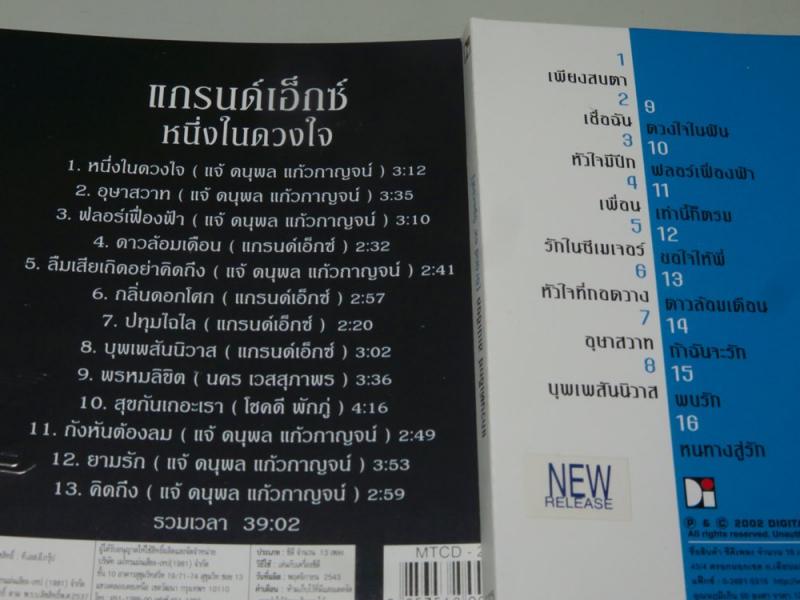 แกรนด์เอ็กซ์
หนึ่งในดวงใจ
1. หนึ่งในดวงใจ ( แจ้ ดนุพล แก้วกาญจน์ ) 3:12
2. อุษาสวาท ( แจ้ ดนุพล แก้วกาญจน์ ) 3:35
3. ฟลอร์เฟื่องฟ้า ( แจ้ ดนุพล แก้วกาญจน์ ) 3:10
4. ดาวล้อมเดือน ( แกรนด์เอ็กซ์ ) 2:32
5. ลืมเสียเถิดอย่าคิดถึง ( แจ้ ดนุพล แก้วกาญจน์ ) 2:41
6. กลิ่นดอกโศก ( แกรนด์เอ็กซ์ ) 2:57
7. ปทุมไฉไล ( แกรนด์เอ็กซ์ ) 2:20
8. บุพเพสันนิวาส ( แกรนด์เอ็กซ์ ) 3:02
9. พรหมลิขิต ( นคร เวสสุภาพร ) 3:36
10. สุขกันเถอะเรา ( โชคดี พักภู่ ) 4:16
11. กังหันต้องลม ( แจ้ ดนุพล แก้วกาญจน์ ) 2:49
12. ยามรัก ( แจ้ ดนุพล แก้วกาญจน์ ) 3:53
13. คิดถึง ( แจ้ ดนุพล แก้วกาญจน์ ) 2:59
รวมเวลา 39:02
MTCD - 2
1
เพียงสบตา
2
เชื่อฉัน
3
หัวใจมีปีก
4
เพื่อน
5
รักในซีเมเจอร์
6
หัวใจที่ถอดวาง
7
อุษาสวาท
8
บุพเพสันนิวาส
9
ดวงใจในฝัน
10
ฟลอร์เฟื่องฟ้า
11
เท่านี้ก็ตรม
12
ขอใจให้พี่
13
ดาวล้อมเดือน
14
ถ้าฉันจะรัก
15
พบรัก
16
หนทางสู่รัก
NEW
RELEASE
Di
℗ & © 2002 DIGITA
All rights reserved. Unauth